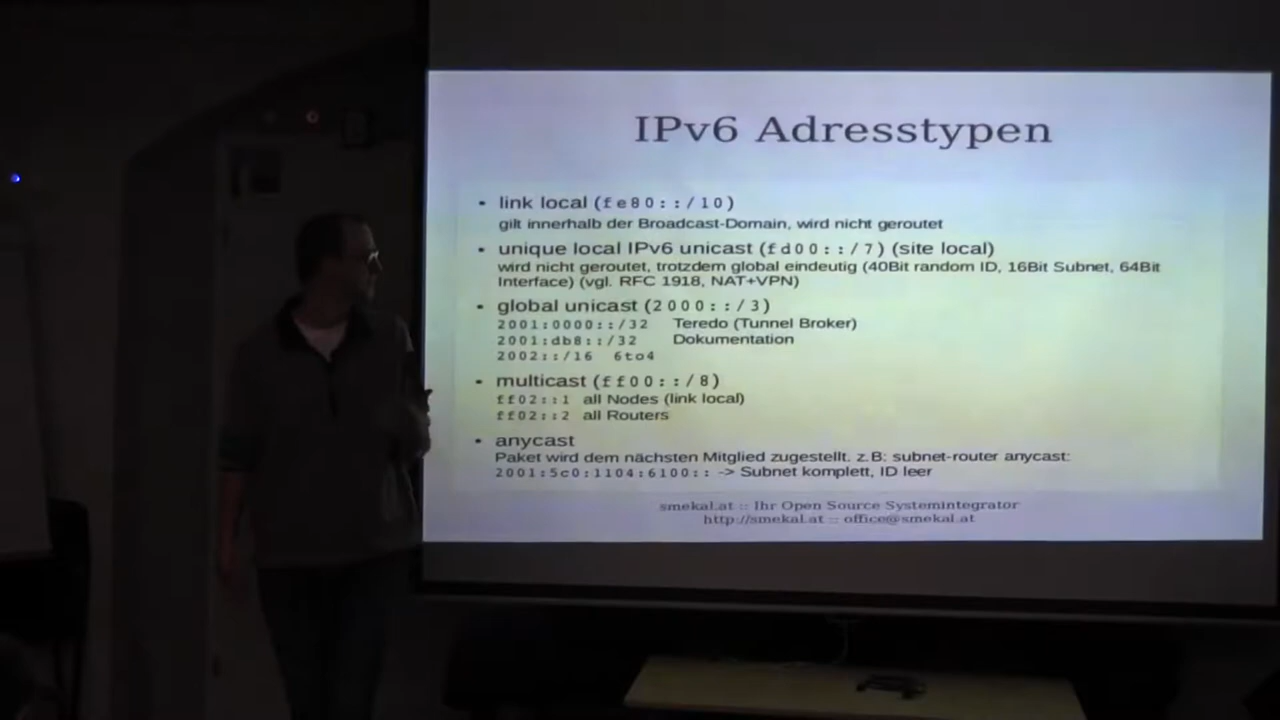 IPv6 Adresstypen
• link local (fe80::/10)
gilt innerhalb der Broadcast-Domain, wird nicht geroutet
• unique local IPv6 unicast (fd00::/7) (site local)
wird nicht geroutet, trotzdem global eindeutig (40Bit random ID, 16Bit Subnet, 64Bit
Interface) (vgl. RFC 1918, NAT+VPN)
• global unicast (2000::/3)
2001:0000::/32 Teredo (Tunnel Broker)
2001:db8::/32 Dokumentation
2002::/16 6to4
• multicast (ff00::/8)
ff02::1 all Nodes (link local)
ff02::2 all Routers
• anycast
Paket wird dem nächsten Mitglied zugestellt. z.B: subnet-router anycast:
2001:5c0:1104:6100:: -> Subnet komplett, ID leer
smekal.at :: Ihr Open Source Systemintegrator
http://smekal.at :: office@smekal.at